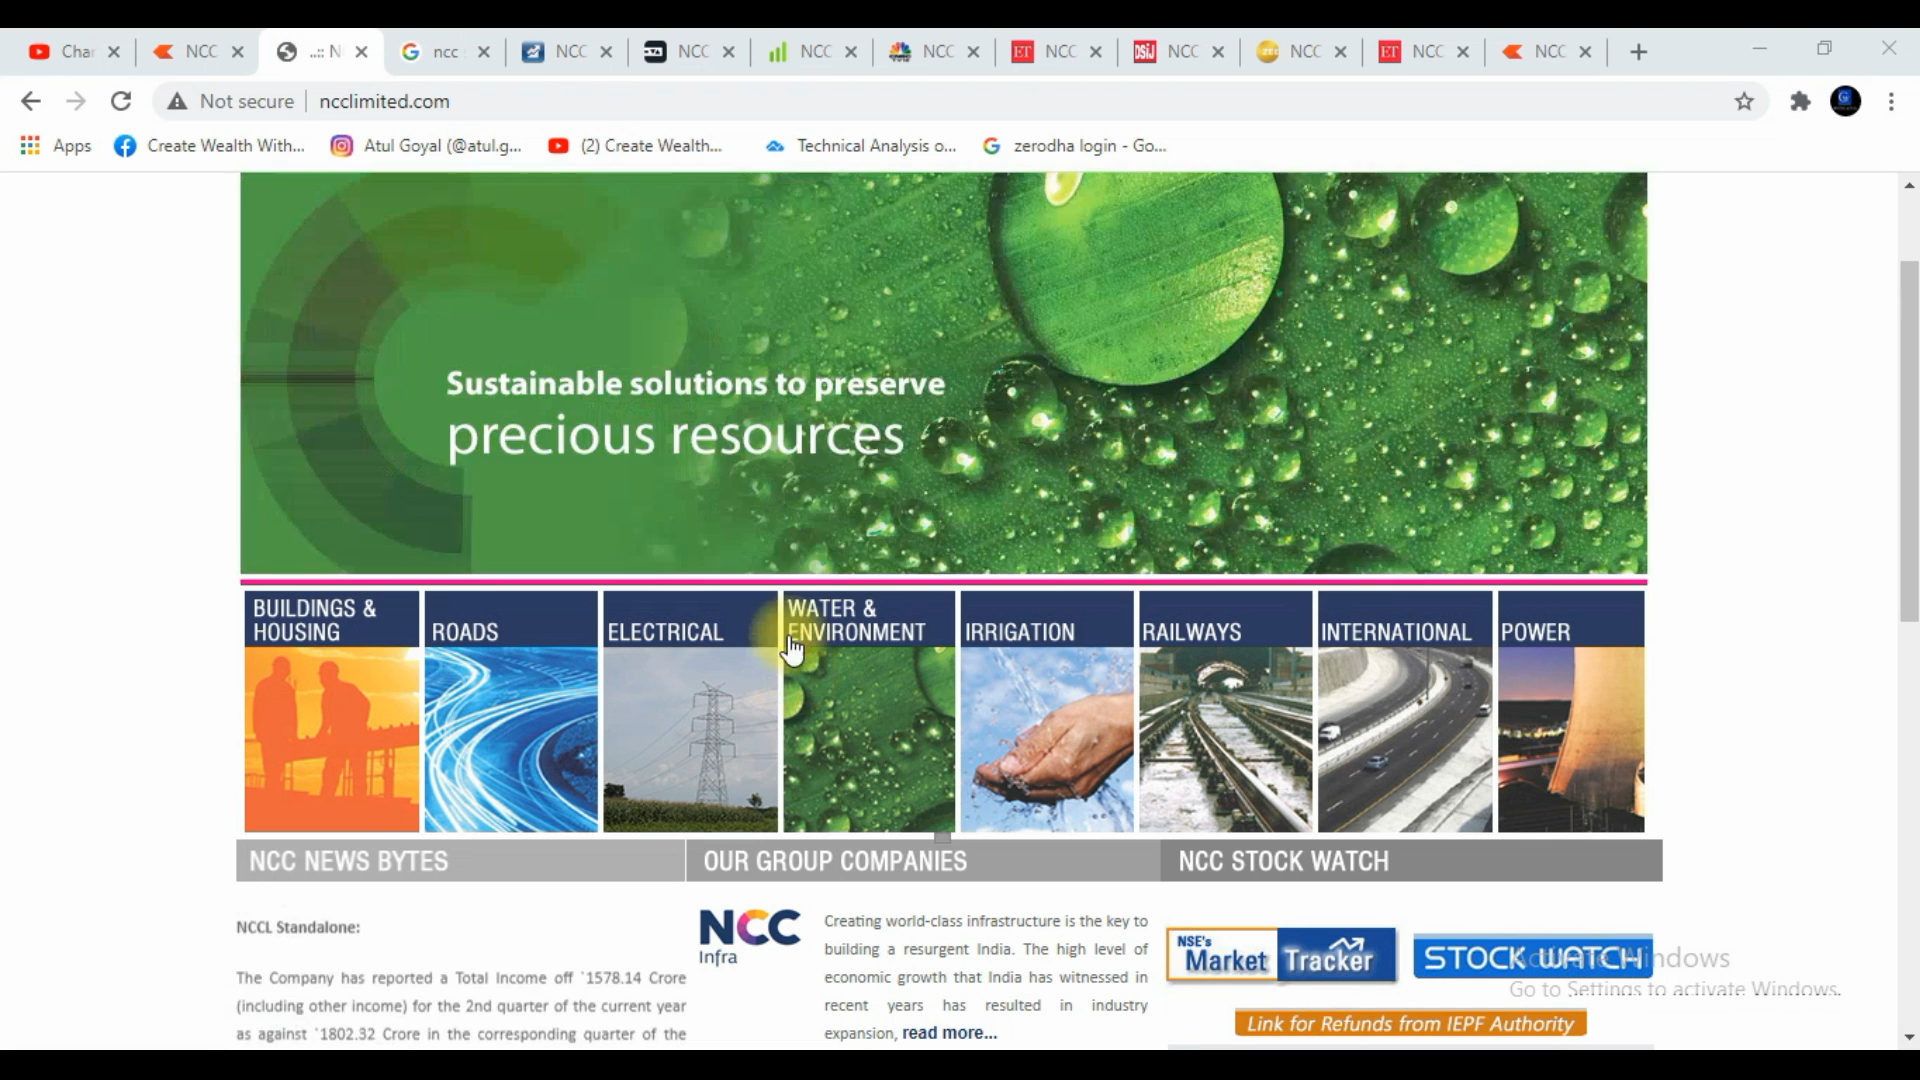 Char
NCC
..:: N
ncc
NCC
NCC
NCC
NCC
ET
NCC
DSIJ
NCC
NCC
ET
NCC
NCC
Not secure
ncclimited.com
Apps
Create Wealth With...
Atul Goyal (@atul.g...
(2) Create Wealth...
Technical Analysis o...
zerodha login - Go...
Sustainable solutions to preserve
precious resources
BUILDINGS &
HOUSING
ROADS
ELECTRICAL
WATER &
ENVIRONMENT
IRRIGATION
RAILWAYS
INTERNATIONAL
POWER
NCC NEWS BYTES
OUR GROUP COMPANIES
NCC STOCK WATCH
NCCL Standalone:
The Company has reported a Total Income off `1578.14 Crore
(including other income) for the 2nd quarter of the current year
as against `1802.32 Crore in the corresponding quarter of the
NCC
Infra
Creating world-class infrastructure is the key to
building a resurgent India. The high level of
economic growth that India has witnessed in
recent years has resulted in industry
expansion, read more...
NSE's
Market Tracker
STOCK WATCH
Activate Windows
Go to Settings to activate Windows.
Link for Refunds from IEPF Authority